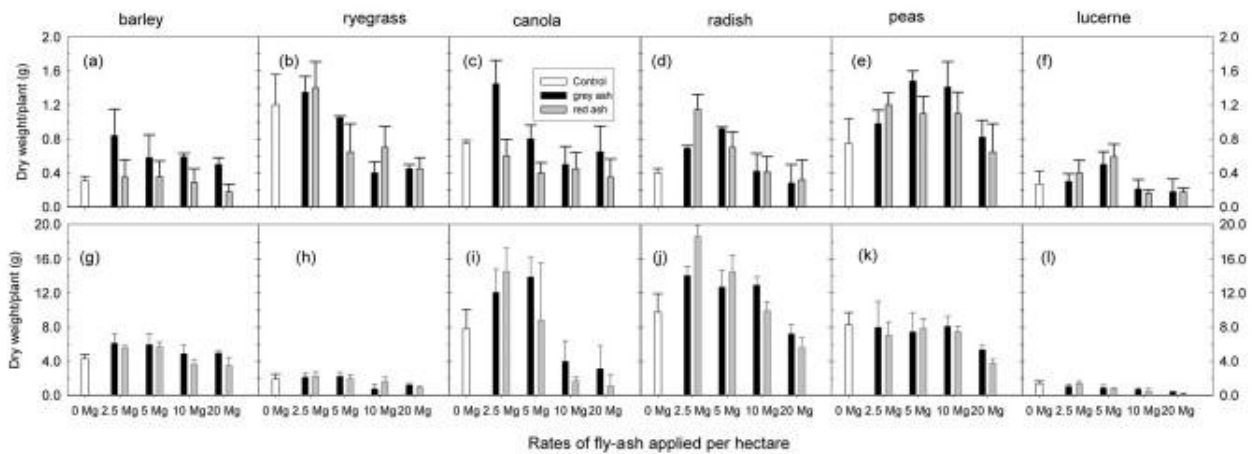 barley ryegrass canola radish peas lucerne
2.0 (a) (b) (c) (d) (e) (f) 2.0
Control
grey ash
red ash
1.6 1.6
1.2 1.2
0.8 0.8
0.4 0.4
0.0 0.0
Dry weight/plant (g)
20.0 20.0
(g) (h) (i) (j) (k) (l)
16.0 16.0
12.0 12.0
8.0 8.0
4.0 4.0
0.0 0.0
Dry weight/plant (g)
0 Mg 2.5 Mg 5 Mg 10 Mg 20 Mg 0 Mg 2.5 Mg 5 Mg 10 Mg 20 Mg 0 Mg 2.5 Mg 5 Mg 10 Mg 20 Mg 0 Mg 2.5 Mg 5 Mg 10 Mg 20 Mg 0 Mg 2.5 Mg 5 Mg 10 Mg 20 Mg 0 Mg 2.5 Mg 5 Mg 10 Mg 20 Mg
Rates of fly-ash applied per hectare